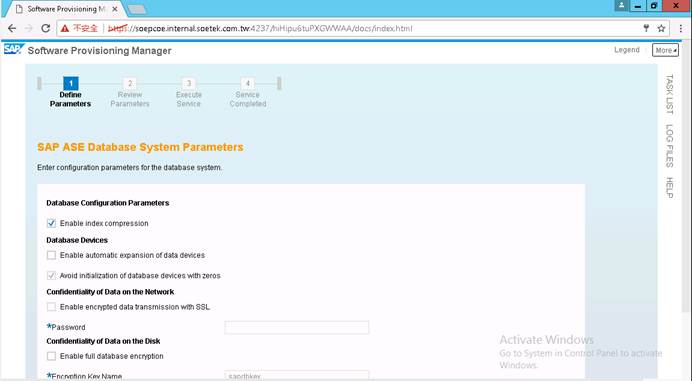 Software Provisioning M
不安全
https://soepcoe.internal.soetek.com.tw:4237/hiHipu6tuPXGWWAA/docs/index.html
SAP Software Provisioning Manager
Legend
More
1
2
3
4
Define Parameters
Review Parameters
Execute Service
Service Completed
TASK LIST
LOG FILES
HELP
SAP ASE Database System Parameters
Enter configuration parameters for the database system.
Database Configuration Parameters
Enable index compression
Database Devices
Enable automatic expansion of data devices
Avoid initialization of database devices with zeros
Confidentiality of Data on the Network
Enable encrypted data transmission with SSL
*Password
Confidentiality of Data on the Disk
Enable full database encryption
*Encryption Key Name
sapdbkey
Activate Windows
Go to System in Control Panel to activate
Windows.